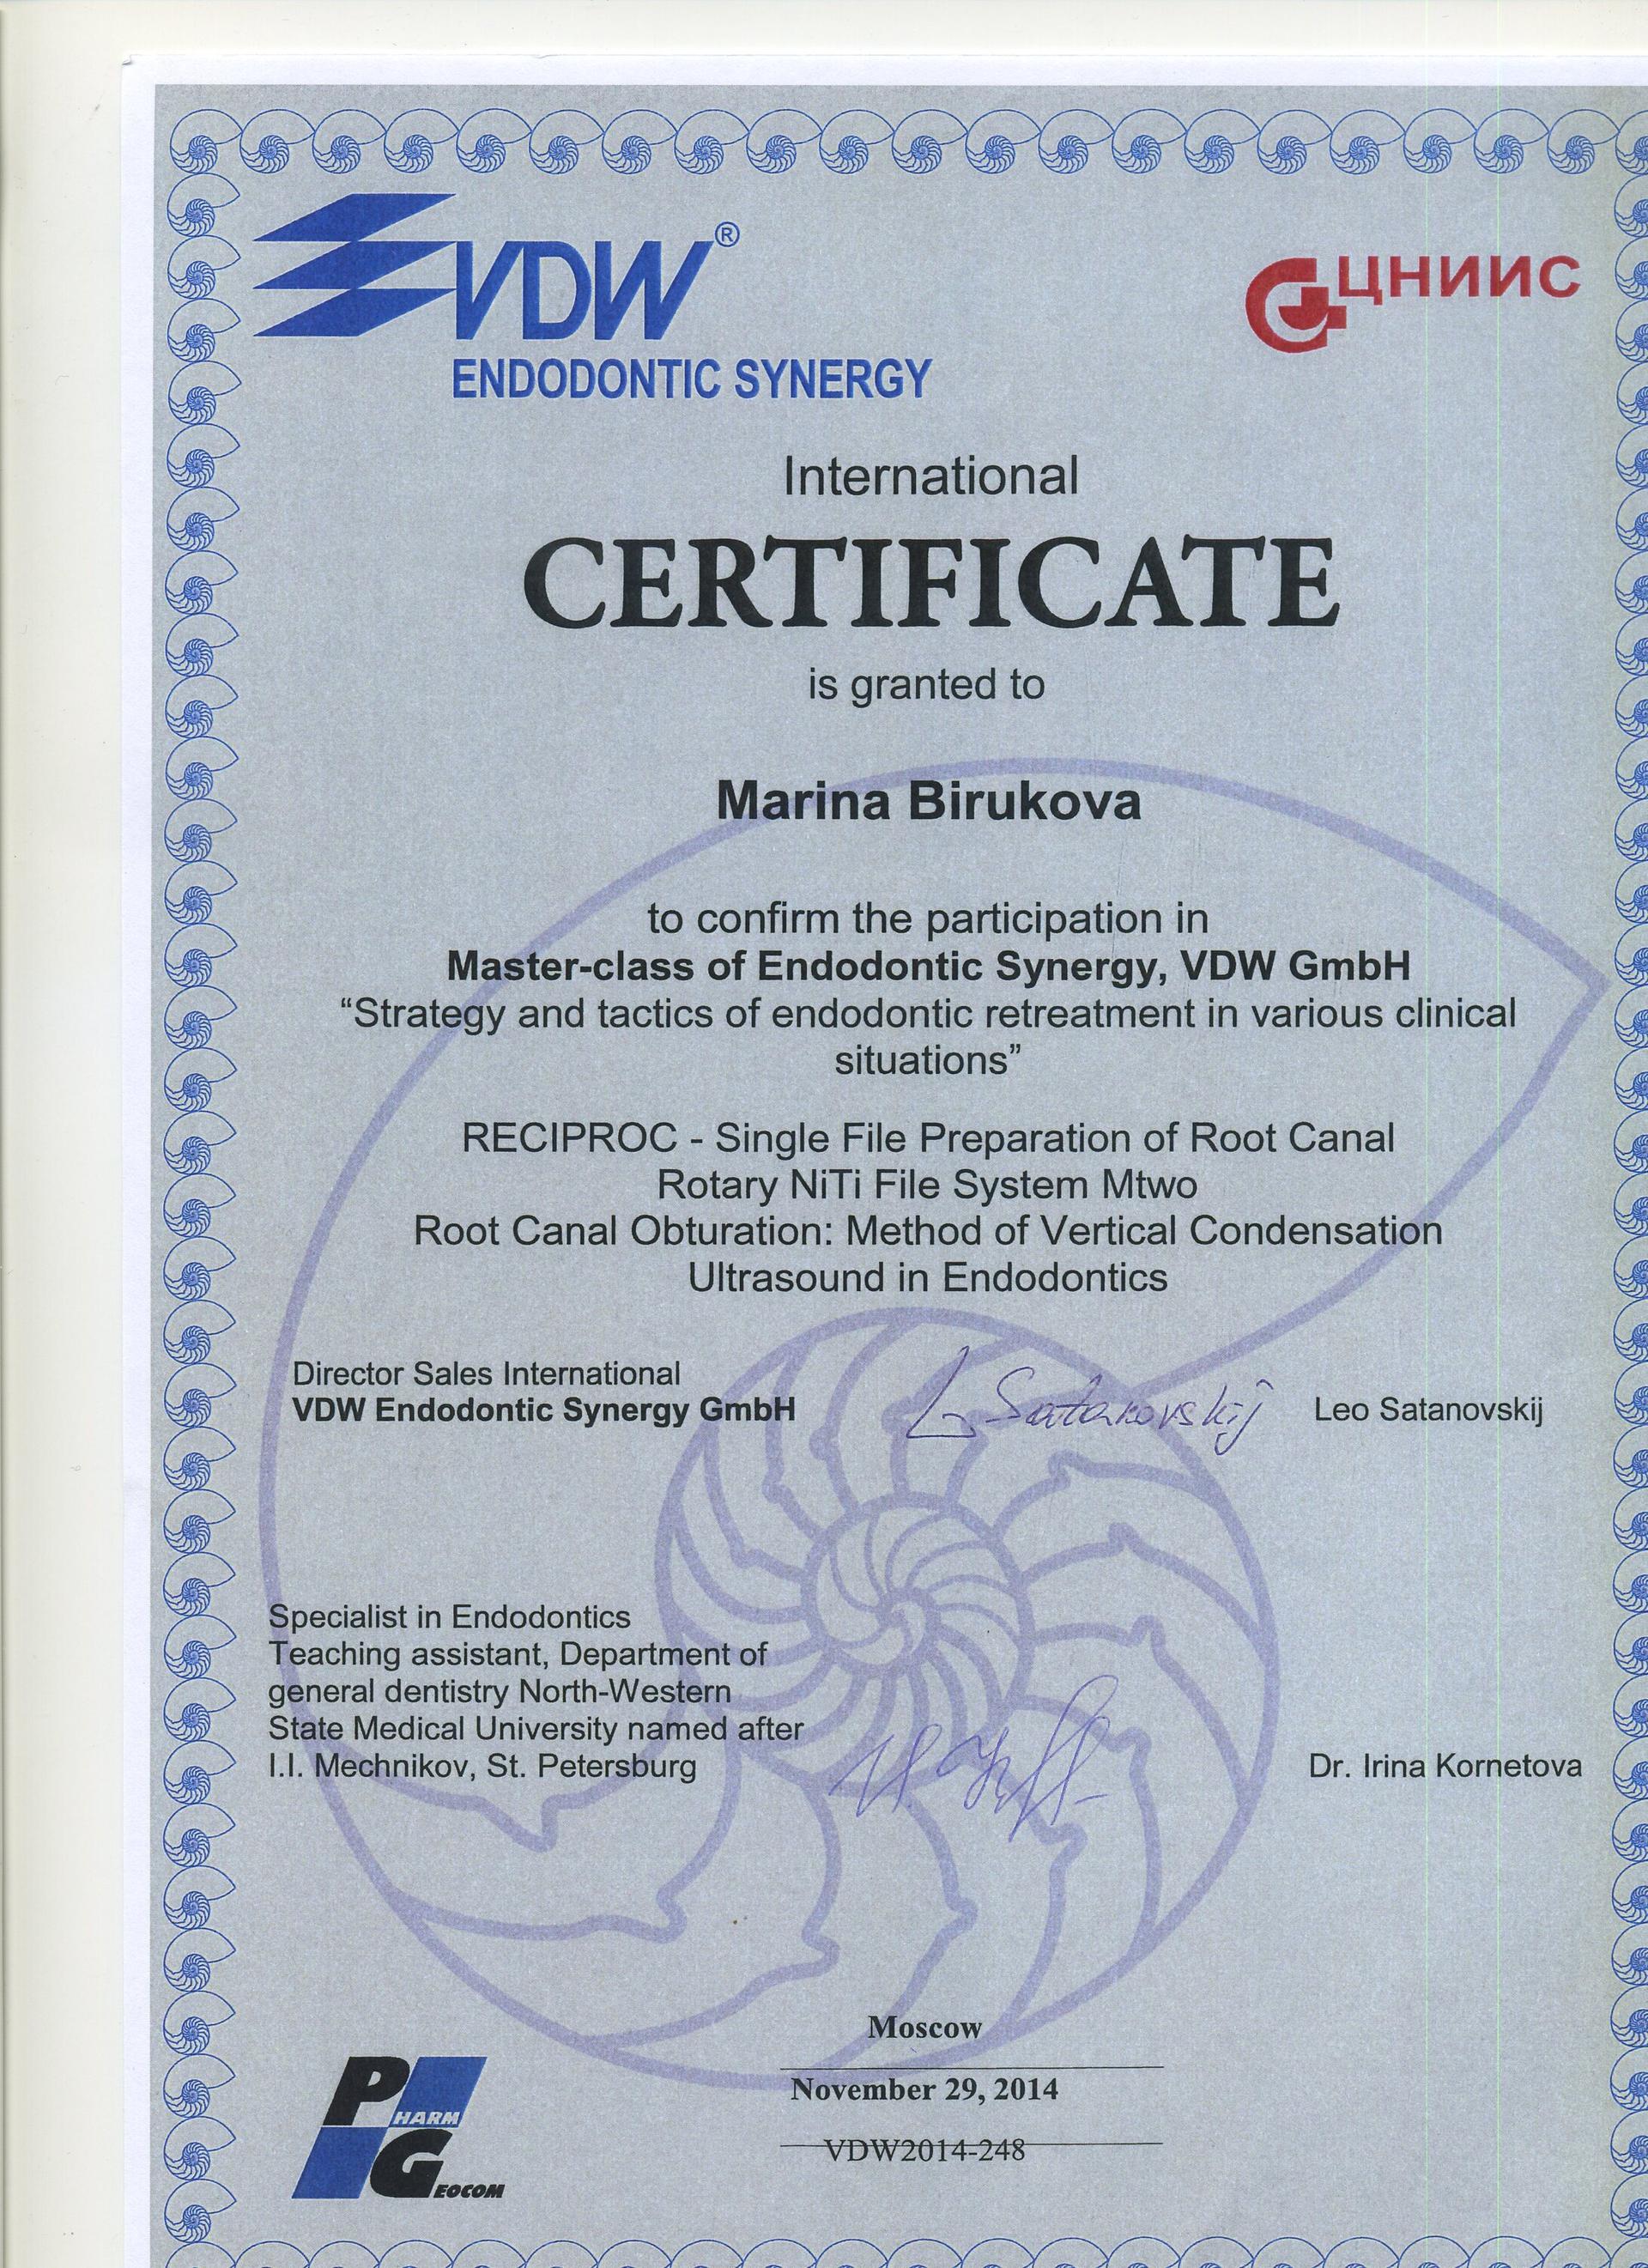 VDW®
ENDODONTIC SYNERGY
ЦНИИС
International
CERTIFICATE
is granted to
Marina Birukova
to confirm the participation in
Master-class of Endodontic Synergy, VDW GmbH
“Strategy and tactics of endodontic retreatment in various clinical
situations”
RECIPROC - Single File Preparation of Root Canal
Rotary NiTi File System Mtwo
Root Canal Obturation: Method of Vertical Condensation
Ultrasound in Endodontics
Director Sales International
VDW Endodontic Synergy GmbH
L Satanovskij
Leo Satanovskij
Specialist in Endodontics
Teaching assistant, Department of
general dentistry North-Western
State Medical University named after
I.I. Mechnikov, St. Petersburg
Dr. Irina Kornetova
Moscow
November 29, 2014
VDW2014-248
PHARM
GEOCOM